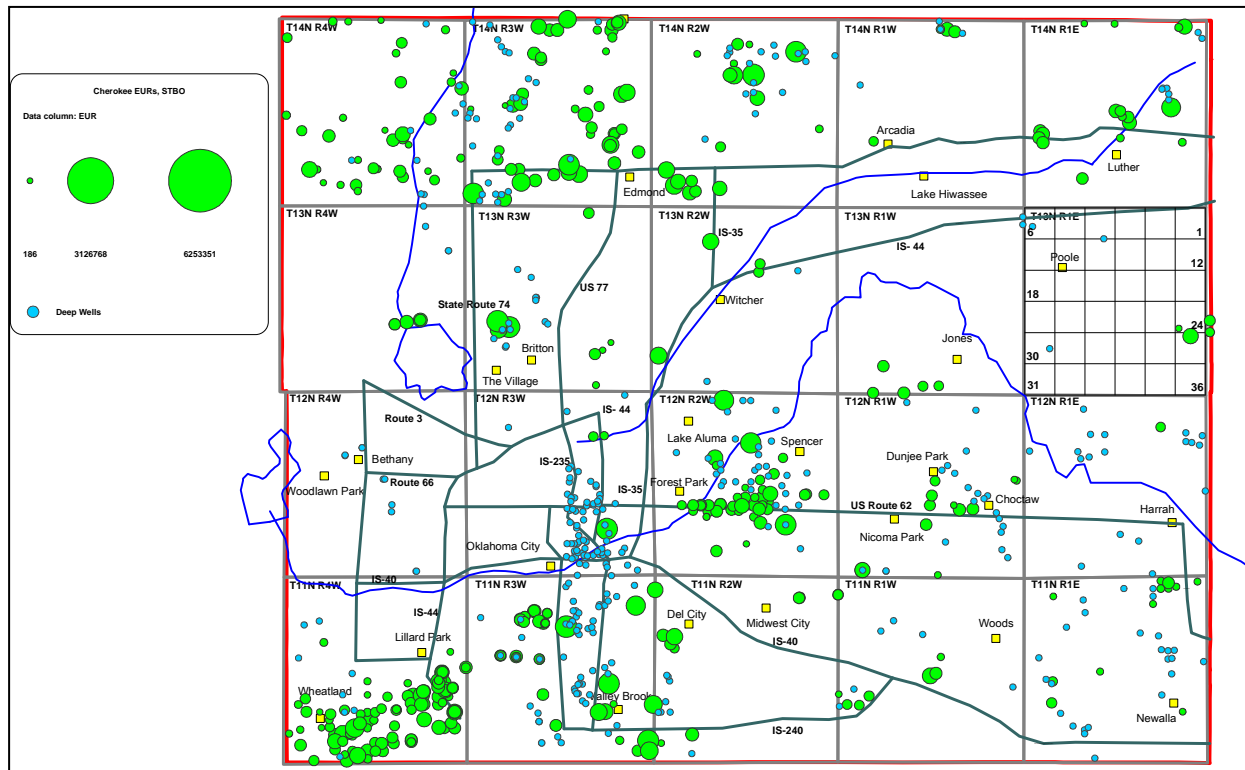 Cherokee EURs, STBO
Data column: EUR
186
3126768
6253351
Deep Wells
T14N R4W
T14N R3W
T14N R2W
T14N R1W
T14N R1E
Arcadia
Luther
Edmond
Lake Hiwassee
T13N R4W
T13N R3W
T13N R2W
T13N R1W
T13N R1E
6
1
IS-35
IS- 44
Poole
12
US 77
18
State Route 74
Witcher
24
Britton
Jones
30
The Village
31
36
T12N R4W
T12N R3W
T12N R2W
T12N R1W
T12N R1E
Route 3
IS- 44
Lake Aluma
Spencer
Bethany
IS-235
Dunjee Park
Route 66
Woodlawn Park
IS-35
Forest Park
Choctaw
US Route 62
Harrah
Nicoma Park
Oklahoma City
IS-40
T11N R4W
T11N R3W
T11N R2W
T11N R1W
T11N R1E
IS-44
Del City
Midwest City
Woods
Lillard Park
IS-40
Wheatland
Valley Brook
Newalla
IS-240